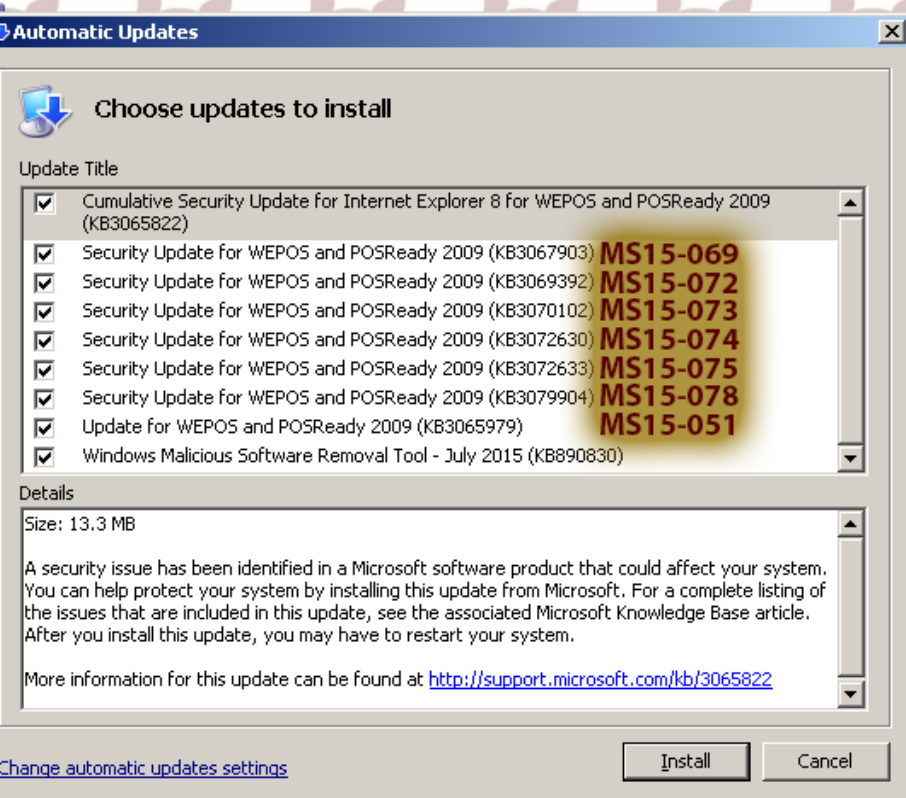 Automatic Updates
Choose updates to install
Update Title
Cumulative Security Update for Internet Explorer 8 for WEPOS and POSReady 2009
(KB3065822)
Security Update for WEPOS and POSReady 2009 (KB3067903) MS15-069
Security Update for WEPOS and POSReady 2009 (KB3069392) MS15-072
Security Update for WEPOS and POSReady 2009 (KB3070102) MS15-073
Security Update for WEPOS and POSReady 2009 (KB3072630) MS15-074
Security Update for WEPOS and POSReady 2009 (KB3072633) MS15-075
Security Update for WEPOS and POSReady 2009 (KB3079904) MS15-078
Update for WEPOS and POSReady 2009 (KB3065979) MS15-051
Windows Malicious Software Removal Tool - July 2015 (KB890830)
Details
Size: 13.3 MB
A security issue has been identified in a Microsoft software product that could affect your system.
You can help protect your system by installing this update from Microsoft. For a complete listing of
the issues that are included in this update, see the associated Microsoft Knowledge Base article.
After you install this update, you may have to restart your system.
More information for this update can be found at http://support.microsoft.com/kb/3065822
Change automatic updates settings
Install
Cancel